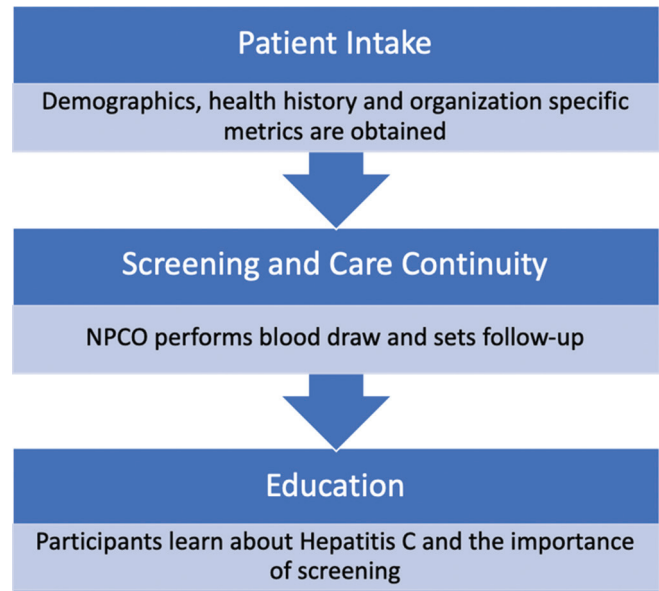 Patient Intake
Demographics, health history and organization specific
metrics are obtained
Screening and Care Continuity
NPCO performs blood draw and sets follow-up
Education
Participants learn about Hepatitis C and the importance
of screening